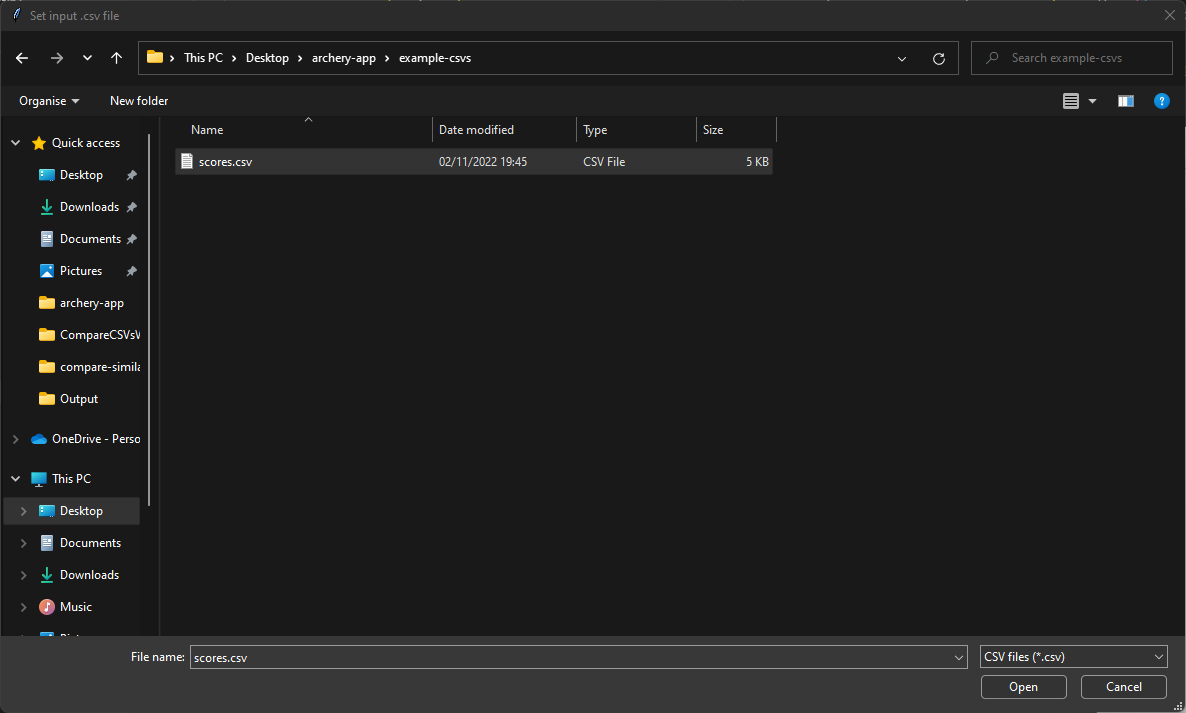 Set input .csv file
This PC > Desktop > archery-app > example-csvs
Search example-csvs
Organise
New folder
Name
Date modified
Type
Size
scores.csv
02/11/2022 19:45
CSV File
5 KB
Quick access
Desktop
Downloads
Documents
Pictures
archery-app
CompareCSVsV
compare-simila
Output
OneDrive - Perso
This PC
Desktop
Documents
Downloads
Music
File name:
scores.csv
CSV files (*.csv)
Open
Cancel